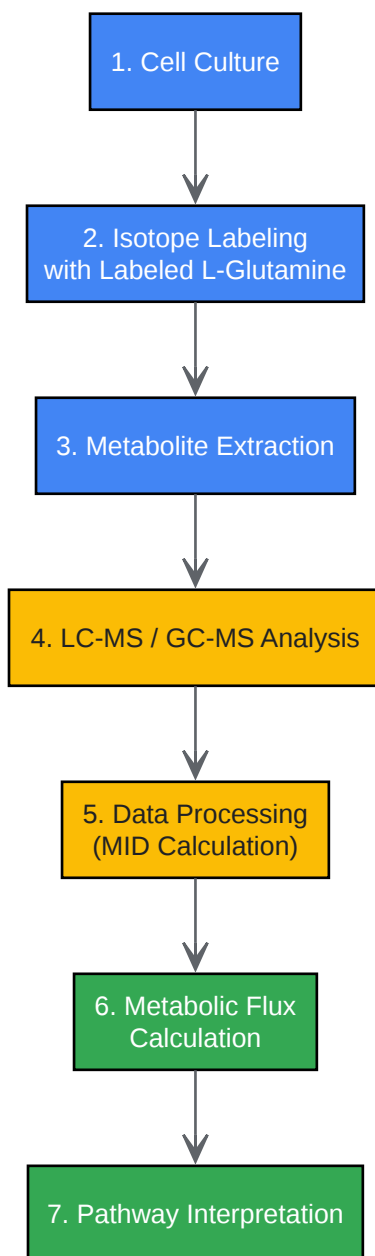 1. Cell Culture
2. Isotope Labeling
with Labeled L-Glutamine
3. Metabolite Extraction
4. LC-MS / GC-MS Analysis
5. Data Processing
(MID Calculation)
6. Metabolic Flux
Calculation
7. Pathway Interpretation